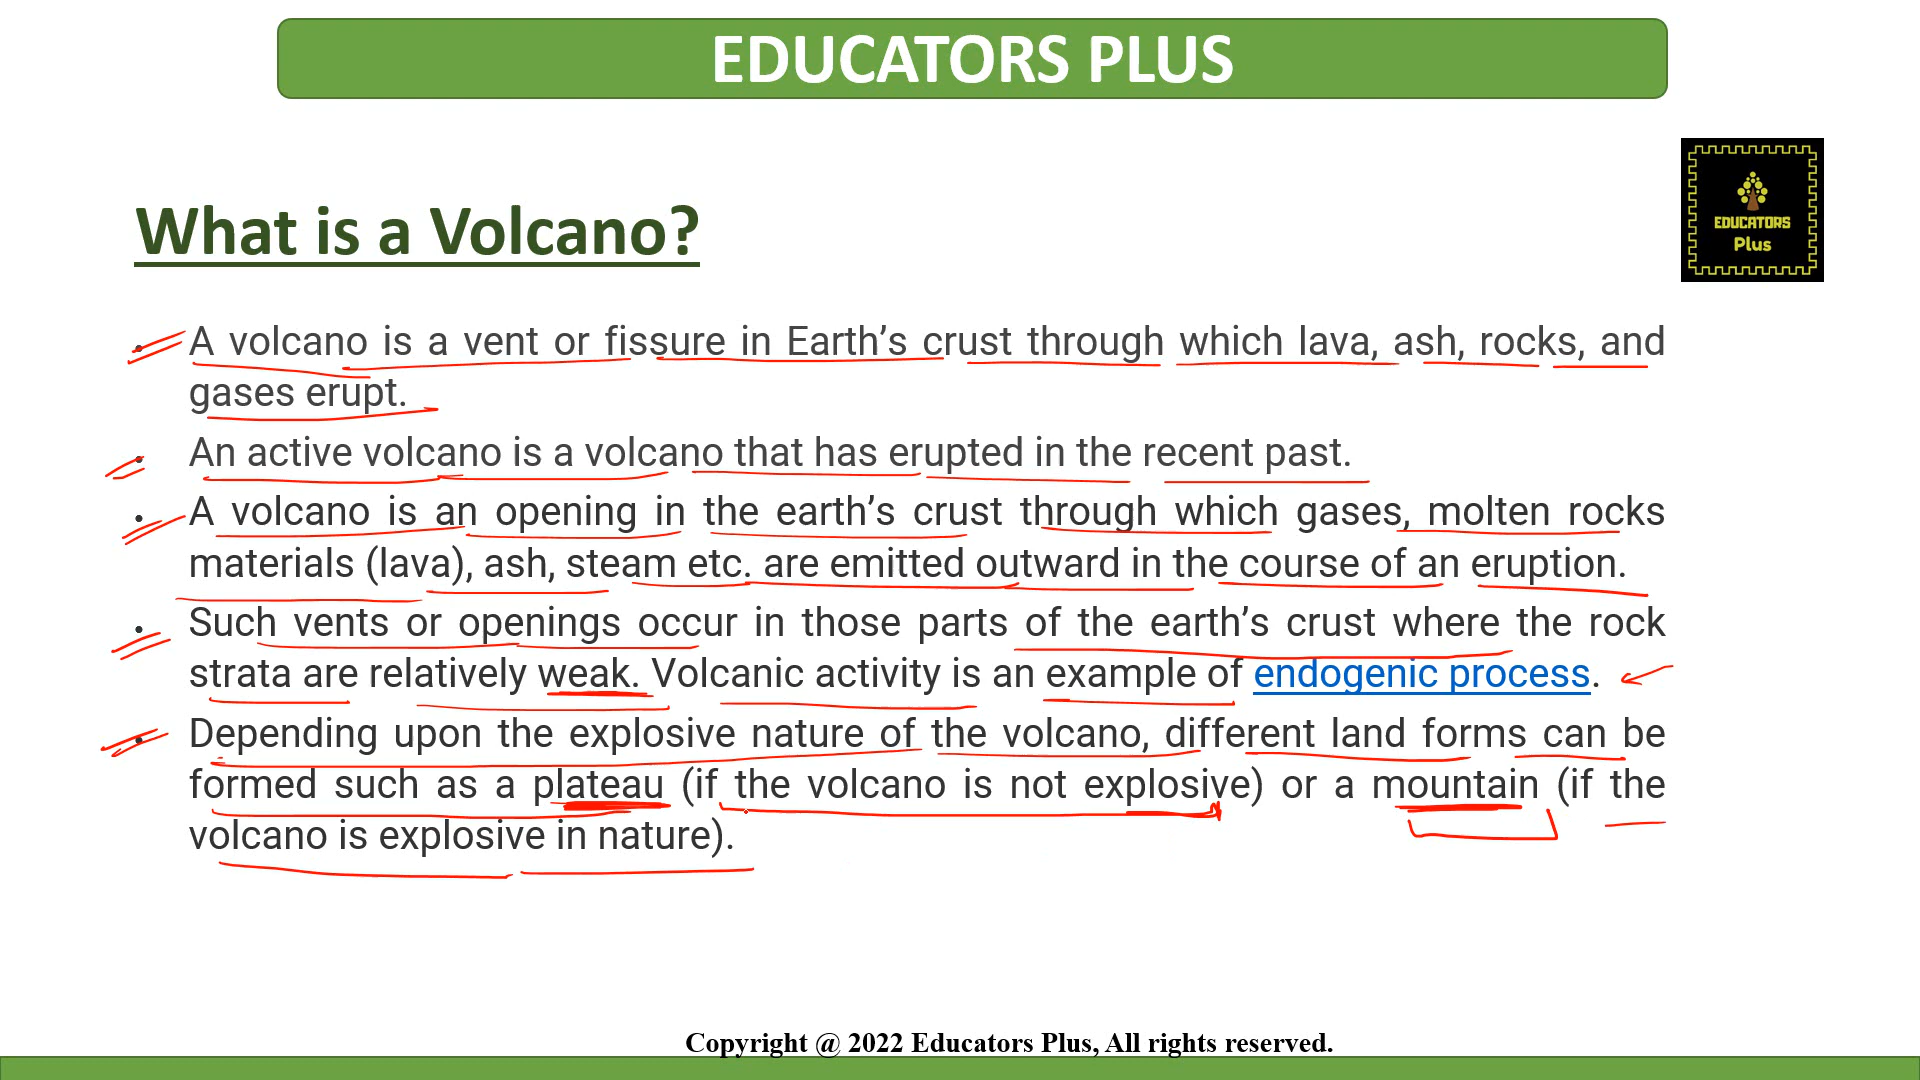 EDUCATORS PLUS
EDUCATORS
Plus
What is a Volcano?
• A volcano is a vent or fissure in Earth’s crust through which lava, ash, rocks, and
gases erupt.
• An active volcano is a volcano that has erupted in the recent past.
• A volcano is an opening in the earth’s crust through which gases, molten rocks
materials (lava), ash, steam etc. are emitted outward in the course of an eruption.
• Such vents or openings occur in those parts of the earth’s crust where the rock
strata are relatively weak. Volcanic activity is an example of endogenic process.
• Depending upon the explosive nature of the volcano, different land forms can be
formed such as a plateau (if the volcano is not explosive) or a mountain (if the
volcano is explosive in nature).
Copyright @ 2022 Educators Plus, All rights reserved.